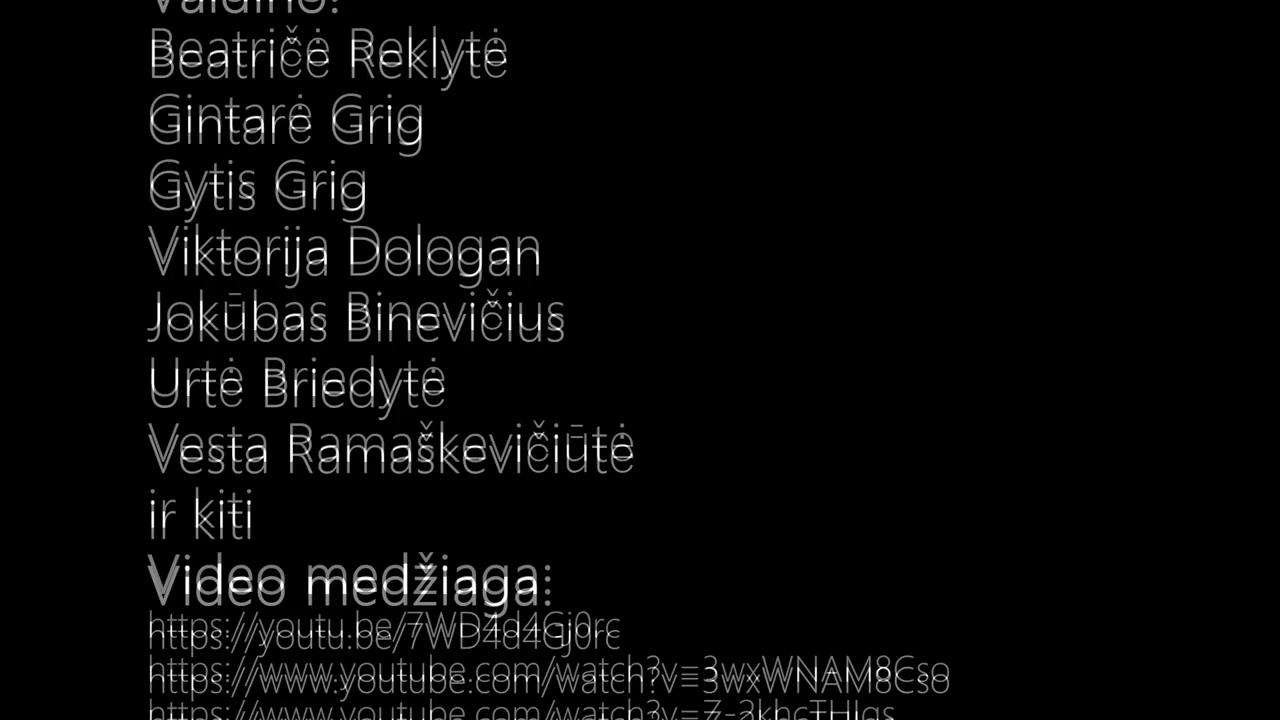 Vaidino:
Beatričė Reklytė
Gintarė Grig
Gytis Grig
Viktorija Dologan
Jokūbas Binevičius
Urtė Briedytė
Vesta Ramaškevičiūtė
ir kiti
Video medžiaga:
https://youtu.be/7WD4d4Gj0rc
https://www.youtube.com/watch?v=3wxWNAM8Cso